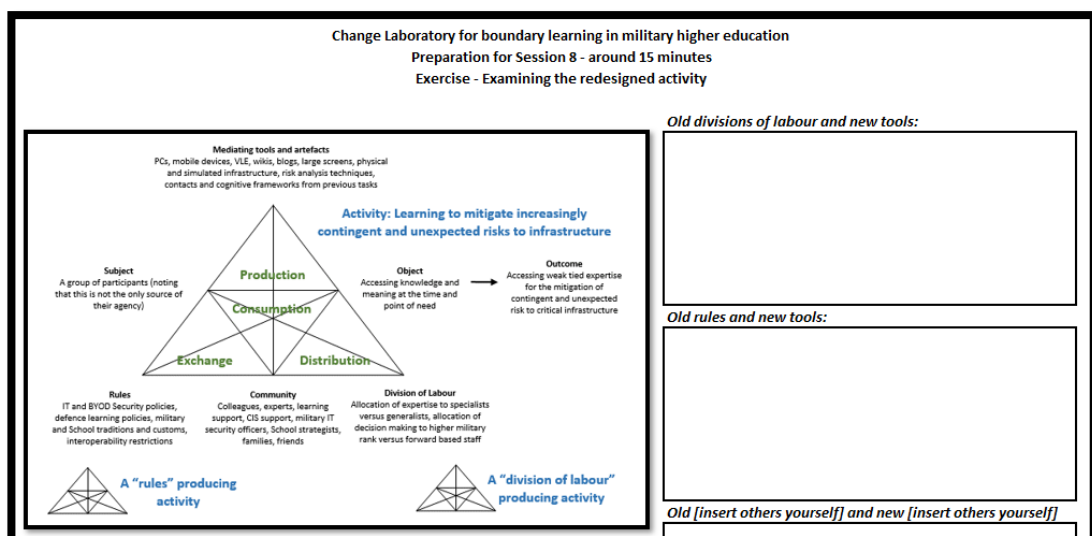 Change Laboratory for boundary learning in military higher education
Preparation for Session 8 - around 15 minutes
Exercise - Examining the redesigned activity
Mediating tools and artefacts
PCs, mobile devices, VLE, wikis, blogs, large screens, physical
and simulated infrastructure, risk analysis techniques,
contacts and cognitive frameworks from previous tasks
Activity: Learning to mitigate increasingly
contingent and unexpected risks to infrastructure
Subject
A group of participants (noting
that this is not the only source of
their agency)
Production
Consumption
Exchange
Distribution
Object
Accessing knowledge and
meaning at the time and
point of need
Outcome
Accessing weak tied expertise
for the mitigation of
contingent and unexpected
risk to critical infrastructure
Rules
IT and BYOD Security policies,
defence learning policies, military
and School traditions and customs,
interoperability restrictions
Community
Colleagues, experts, learning
support, CIS support, military IT
security officers, School strategists,
families, friends
Division of Labour
Allocation of expertise to specialists
versus generalists, allocation of
decision making to higher military
rank versus forward based staff
A “rules” producing
activity
A “division of labour”
producing activity
Old divisions of labour and new tools:
Old rules and new tools:
Old [insert others yourself] and new [insert others yourself]